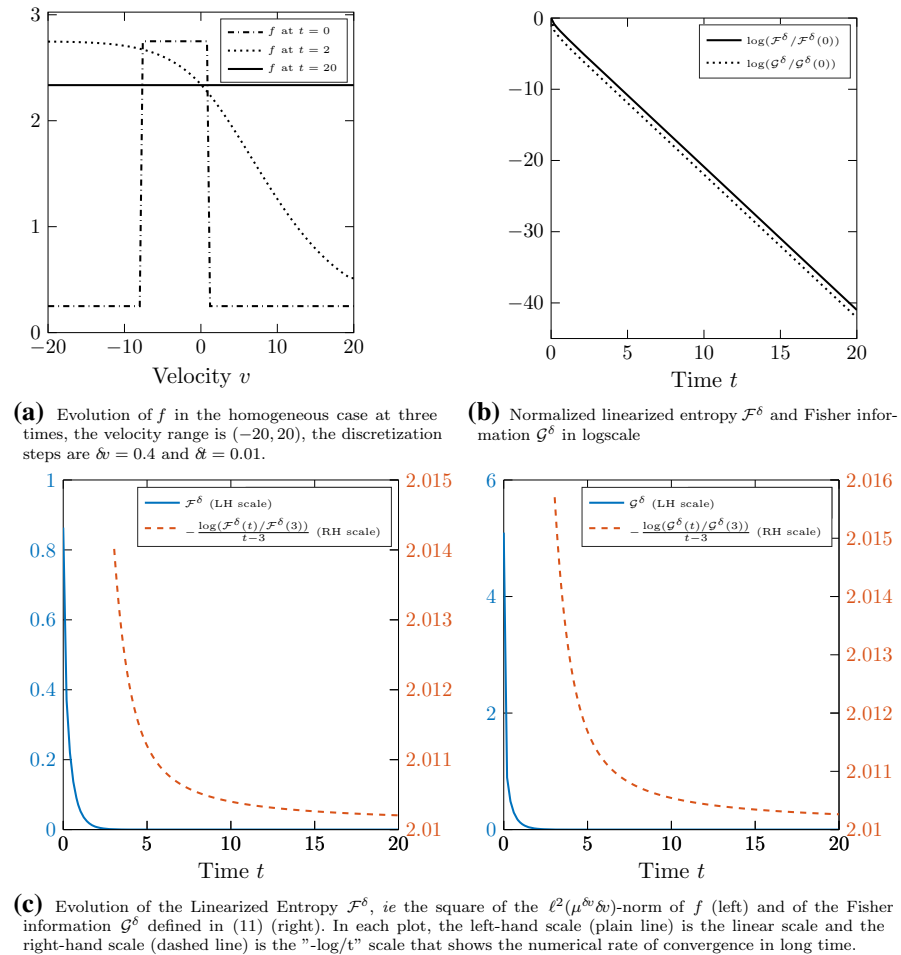 3
2
1
0
f at t = 0
f at t = 2
f at t = 20
−20 −10 0 10 20
Velocity v
0
−10
−20
−30
−40
log(𝓕^δ/𝓕^δ(0))
log(𝓖^δ/𝓖^δ(0))
0 5 10 15 20
Time t
(a) Evolution of f in the homogeneous case at three
times, the velocity range is (−20, 20), the discretization
steps are δv = 0.4 and δt = 0.01.
(b) Normalized linearized entropy 𝓕^δ and Fisher infor-
mation 𝓖^δ in logscale
1
0.8
0.6
0.4
0.2
0
𝓕^δ (LH scale)
− log(𝓕^δ(t)/𝓕^δ(3)) / t−3 (RH scale)
2.015
2.014
2.013
2.012
2.011
2.01
0 5 10 15 20
Time t
6
4
2
0
𝓖^δ (LH scale)
− log(𝓖^δ(t)/𝓖^δ(3)) / t−3 (RH scale)
2.016
2.015
2.014
2.013
2.012
2.011
2.01
0 5 10 15 20
Time t
(c) Evolution of the Linearized Entropy 𝓕^δ, ie the square of the ℓ²(μ^δv δv)-norm of f (left) and of the Fisher
information 𝓖^δ defined in (11) (right). In each plot, the left-hand scale (plain line) is the linear scale and the
right-hand scale (dashed line) is the "-log/t" scale that shows the numerical rate of convergence in long time.